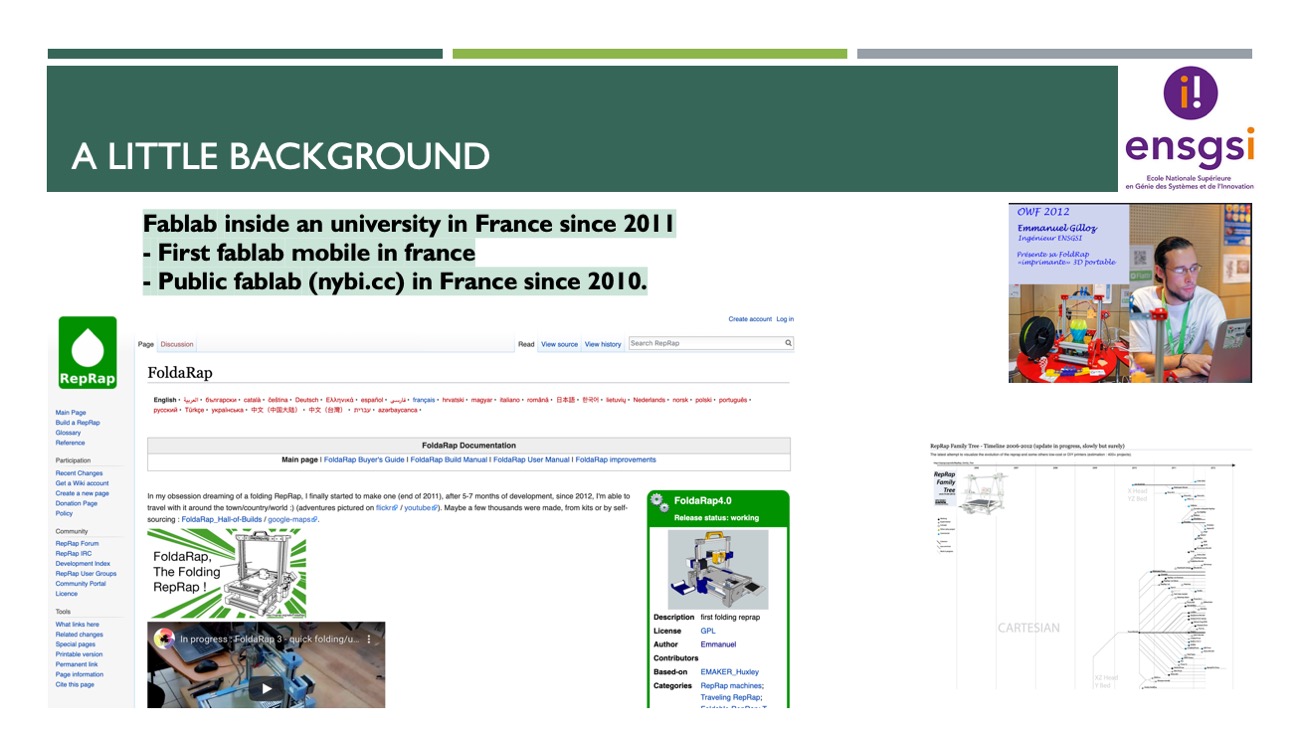 A LITTLE BACKGROUND
i!
ensgsi
Ecole Nationale Supérieure
en Génie des Systèmes et de l'Innovation
Fablab inside an university in France since 2011
- First fablab mobile in france
- Public fablab (nybi.cc) in France since 2010.
OWF 2012
Emmanuel Gilloz
Ingénieur ENSGSI
Présente sa FoldRap
«imprimante» 3D portable
RepRap
Create account Log in
Page Discussion
Read View source View history Search RepRap
FoldaRap
English • العربية • български • català • čeština • Deutsch • Ελληνικά • español • فارسی • français • hrvatski • magyar • italiano • română • 日本語 • 한국어 • lietuvių • Nederlands • norsk • polski • português •
русский • Türkçe • українська • 中文（中国大陆） • 中文（台灣） • עברית • azərbaycanca •
FoldaRap Documentation
Main page | FoldaRap Buyer's Guide | FoldaRap Build Manual | FoldaRap User Manual | FoldaRap improvements
In my obsession dreaming of a folding RepRap, I finally started to make one (end of 2011), after 5-7 months of development, since 2012, I'm able to
travel with it around the town/country/world :) (adventures pictured on flickr / youtube). Maybe a few thousands were made, from kits or by self-
sourcing : FoldaRap_Hall-of-Builds / google-maps.
FoldaRap,
The Folding
RepRap !
In progress : FoldaRap 3 - quick folding/u...
FoldaRap4.0
Release status: working
Description first folding reprap
License GPL
Author Emmanuel
Contributors
Based-on EMAKER_Huxley
Categories RepRap machines;
Traveling RepRap;
Main Page
Build a RepRap
Glossary
Reference
Participation
Recent Changes
Get a Wiki account
Create a new page
Donation Page
Policy
Community
RepRap Forum
RepRap IRC
Development Index
RepRap User Groups
Community Portal
Licence
Tools
What links here
Related changes
Special pages
Printable version
Permanent link
Page information
Cite this page
RepRap Family Tree - Timeline 2006-2012 (update in progress, slowly but surely)
RepRap
Family
Tree
X Head
YZ Bed
CARTESIAN
XZ Head
Y Bed